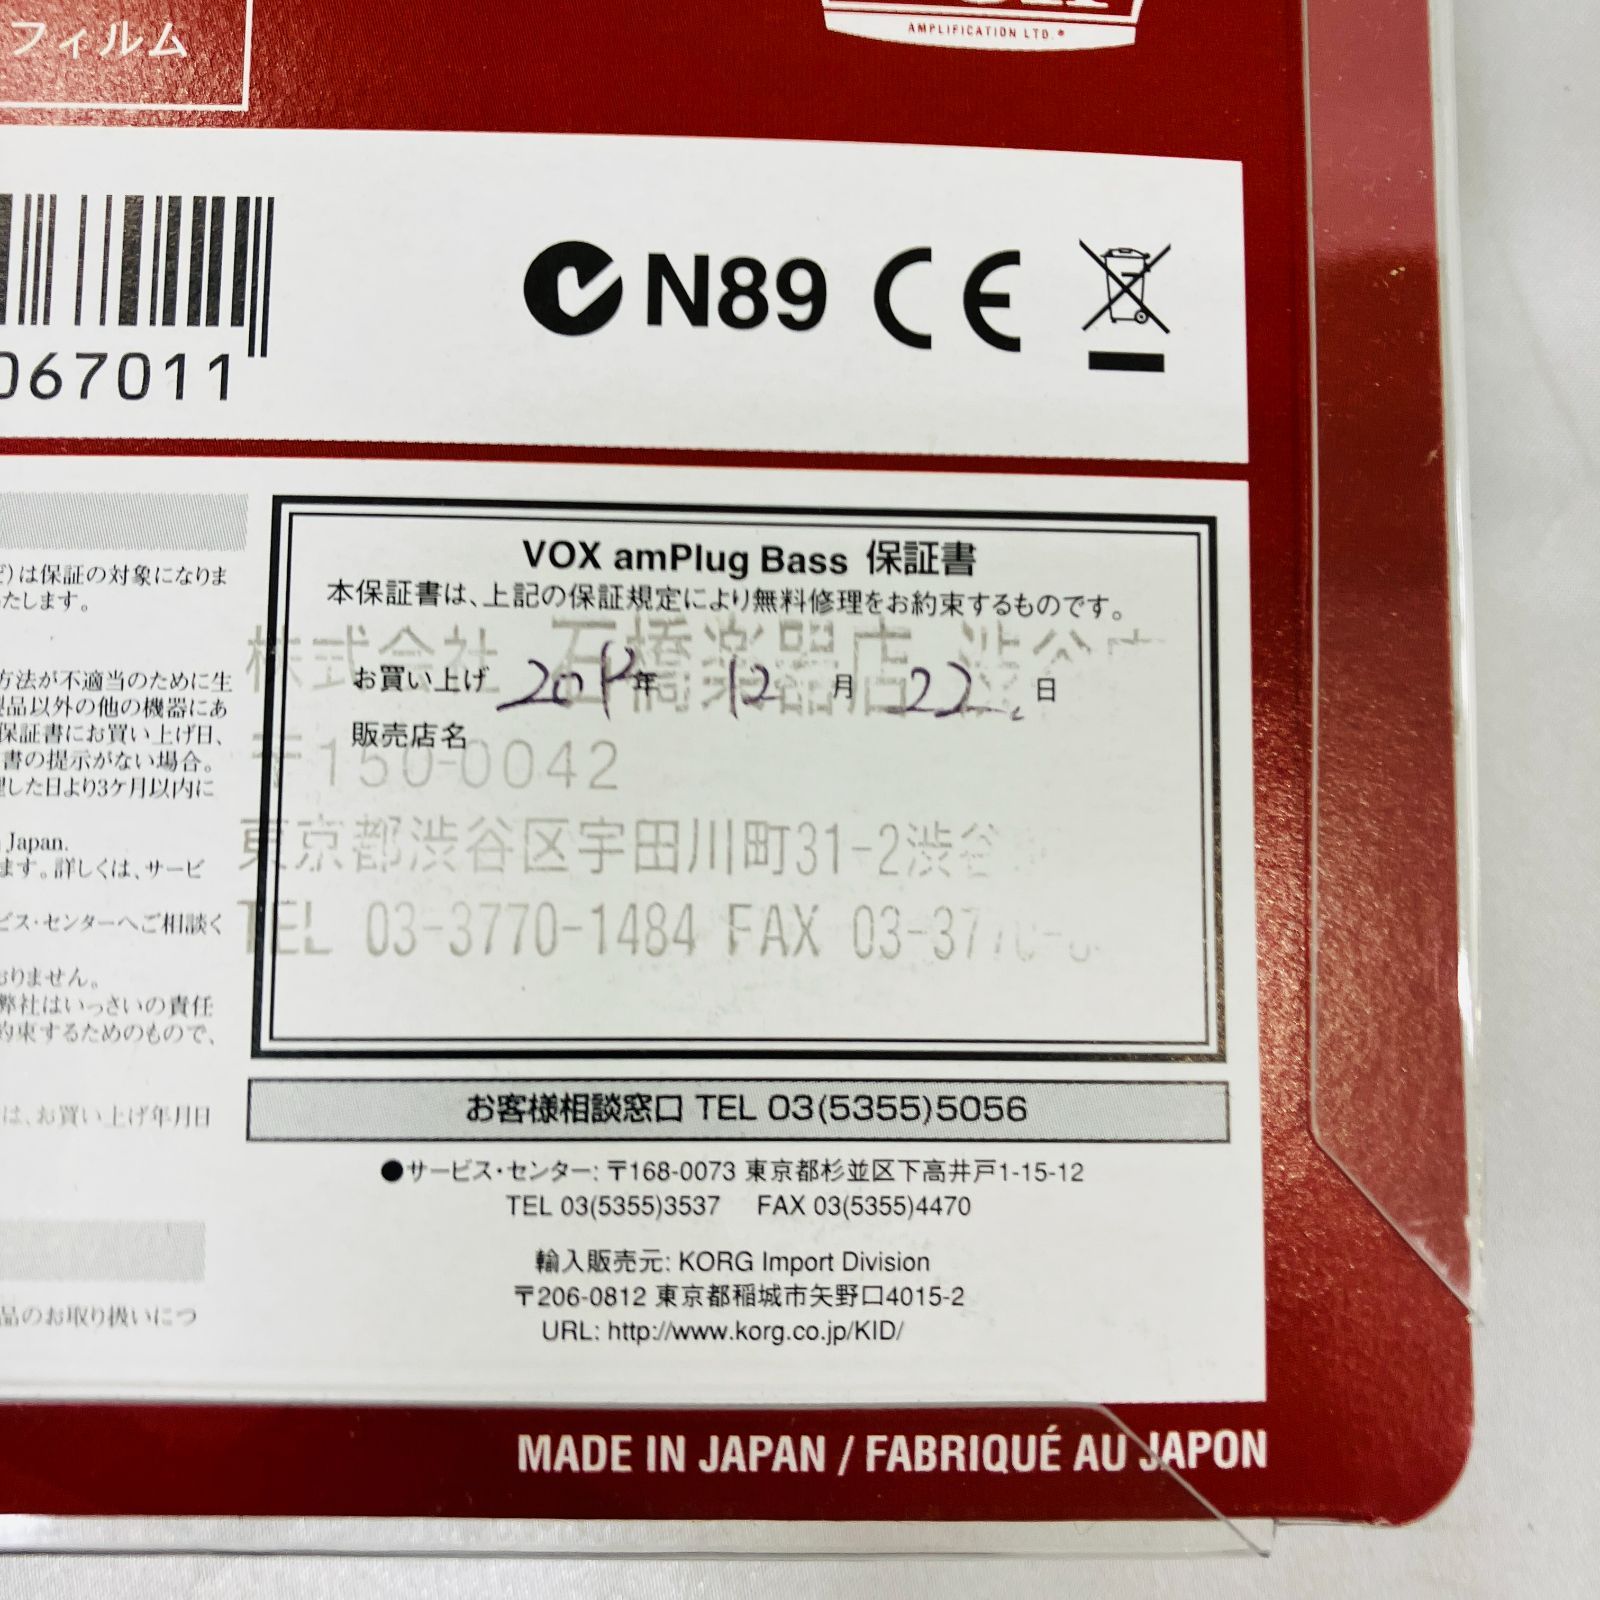 フィルム
AMPLIFICATION LTD.
N89 CE
067011
)は保証の対象になりま
たします。
方法が不適当のために生
製品以外の他の機器にあ
保証書にお買い上げ日、
書の提示がない場合。
した日より3ケ月以内に
Japan.
ます。詳しくは、サービ
ビス・センターへご相談く
おりません。
弊社はいっさいの責任
約束するためのもので、
は、お買い上げ年月日
品のお取り扱いにつ
VOX amPlug Bass 保証書
本保証書は、上記の保証規定により無料修理をお約束するものです。
株式会社 石橋楽器店 渋谷
お買い上げ 年 12 月 22 日
販売店名
〒150-0042
東京都渋谷区宇田川町31-2渋谷
TEL 03-3770-1484 FAX 03-377
お客様相談窓口 TEL 03(5355)5056
●サービス・センター: 〒168-0073 東京都杉並区下高井戸1-15-12
TEL 03(5355)3537 FAX 03(5355)4470
輸入販売元: KORG Import Division
〒206-0812 東京都稲城市矢野口4015-2
URL: http://www.korg.co.jp/KID/
MADE IN JAPAN / FABRIQUÉ AU JAPON